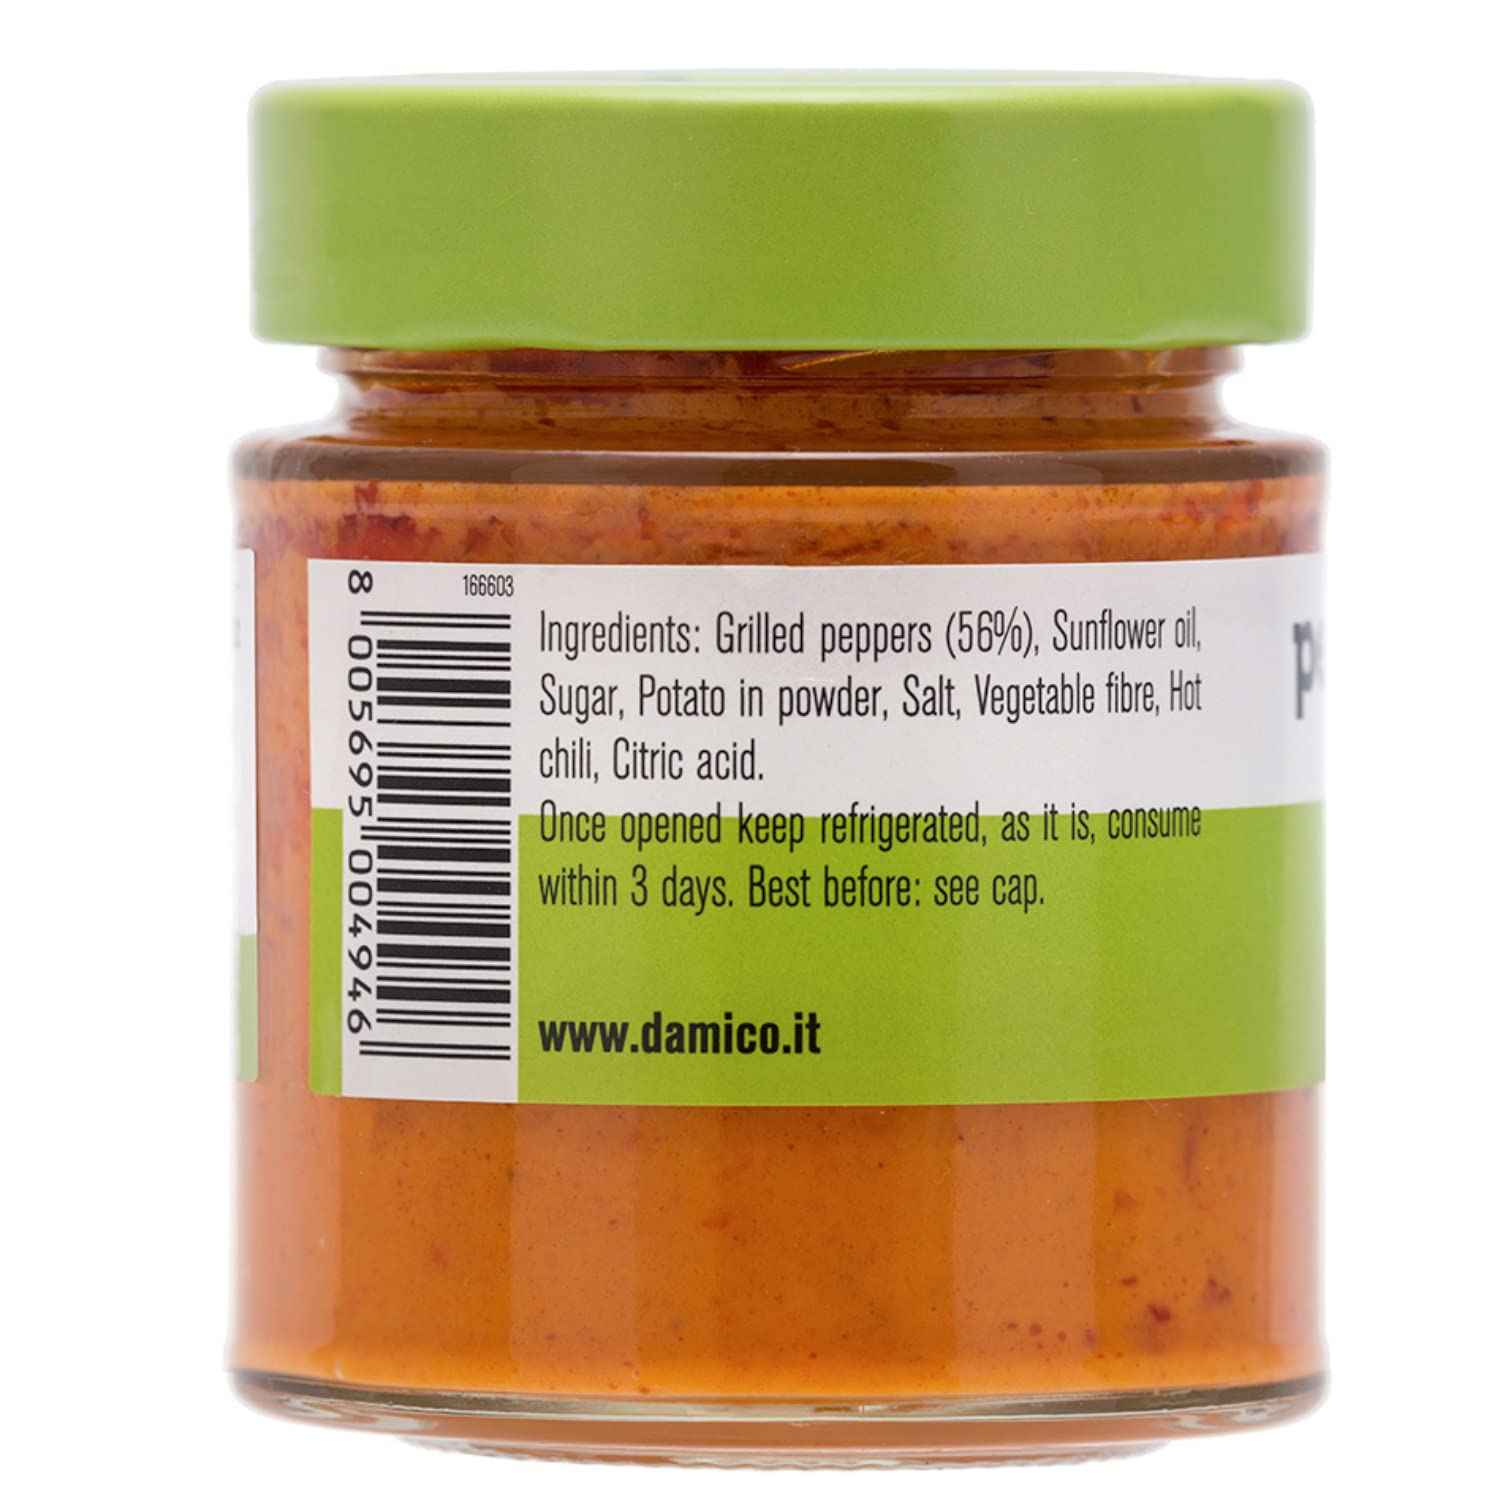 166603
8 005695 004946
Ingredients: Grilled peppers (56%), Sunflower oil,
Sugar, Potato in powder, Salt, Vegetable fibre, Hot
chili, Citric acid.
Once opened keep refrigerated, as it is, consume
within 3 days. Best before: see cap.
www.damico.it